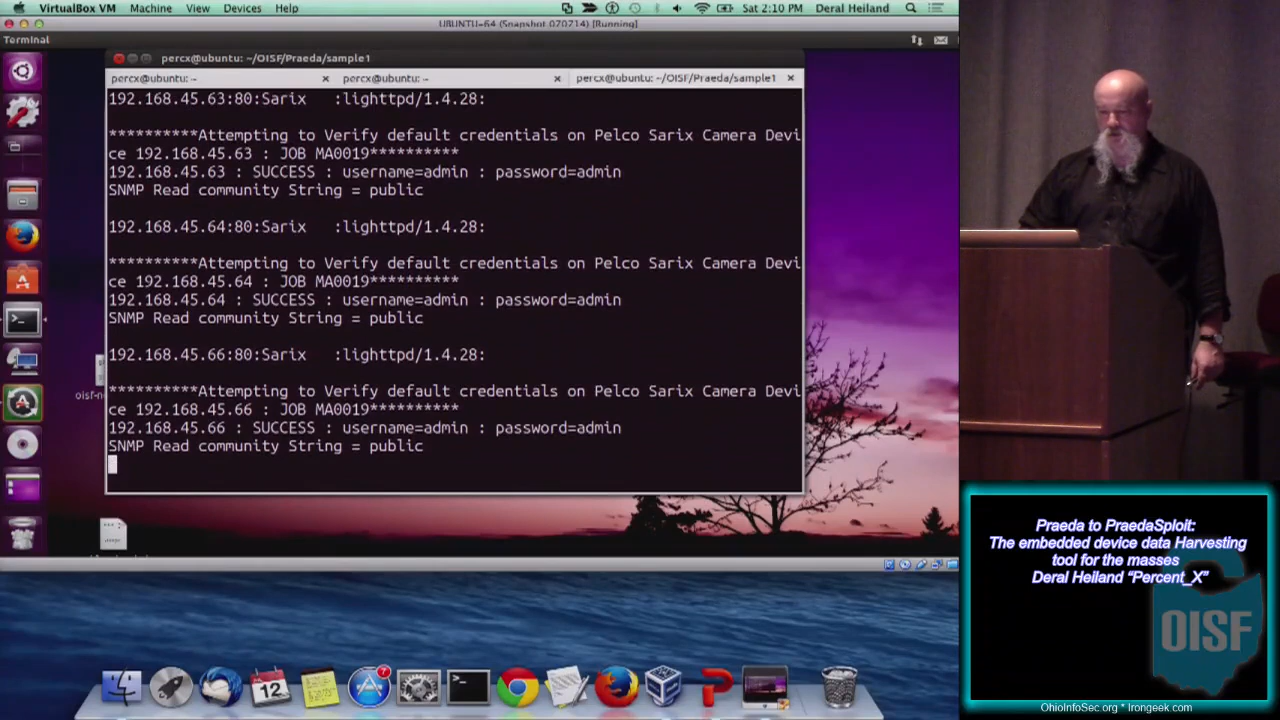 VirtualBox VM Machine View Devices Help Sat 2:10 PM Deral Heiland
UBUNTU-64 (Snapshot 070714) [Running]
Terminal
percx@ubuntu: ~/OISF/Praeda/sample1
percx@ubuntu: ~ × percx@ubuntu: ~ × percx@ubuntu: ~/OISF/Praeda/sample1 ×
192.168.45.63:80:Sarix :lighttpd/1.4.28:
**********Attempting to Verify default credentials on Pelco Sarix Camera Devi
ce 192.168.45.63 : JOB MA0019**********
192.168.45.63 : SUCCESS : username=admin : password=admin
SNMP Read community String = public
192.168.45.64:80:Sarix :lighttpd/1.4.28:
**********Attempting to Verify default credentials on Pelco Sarix Camera Devi
ce 192.168.45.64 : JOB MA0019**********
192.168.45.64 : SUCCESS : username=admin : password=admin
SNMP Read community String = public
192.168.45.66:80:Sarix :lighttpd/1.4.28:
**********Attempting to Verify default credentials on Pelco Sarix Camera Devi
ce 192.168.45.66 : JOB MA0019**********
192.168.45.66 : SUCCESS : username=admin : password=admin
SNMP Read community String = public
12
7
Praeda to PraedaSploit:
The embedded device data Harvesting
tool for the masses
Deral Heiland “Percent_X”
OISF
OhioInfoSec.org * Irongeek.com